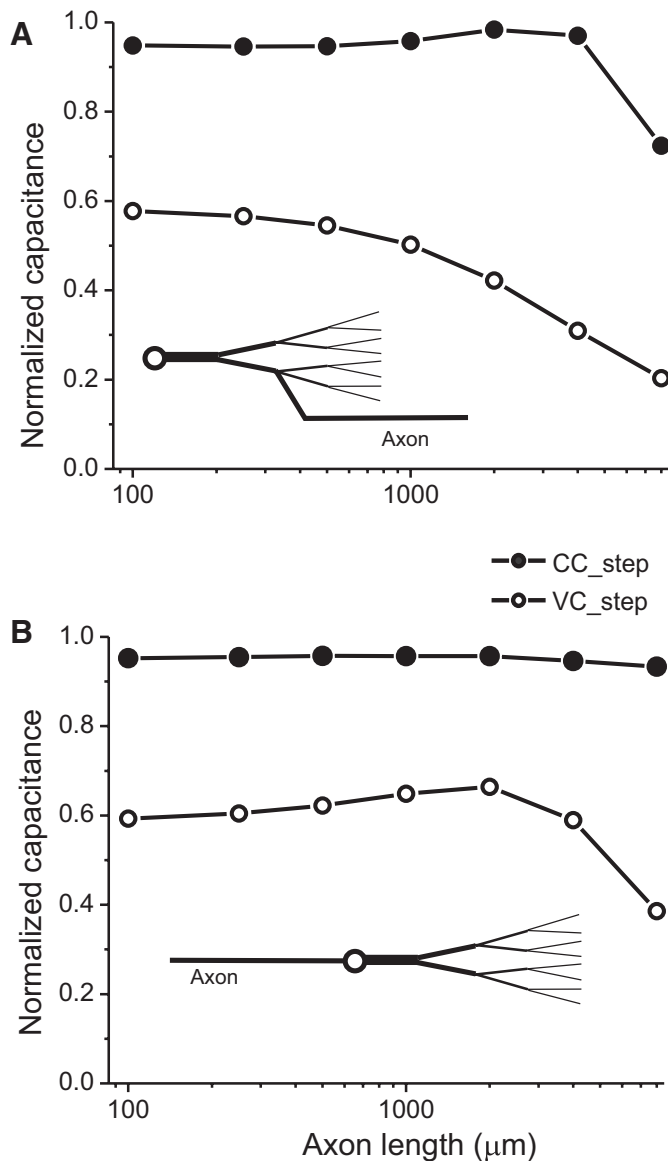 A
1.0
0.8
0.6
0.4
0.2
0.0
Normalized capacitance
Axon
100
1000
CC_step
VC_step
B
1.0
0.8
0.6
0.4
0.2
0.0
Normalized capacitance
Axon
100
1000
Axon length (μm)